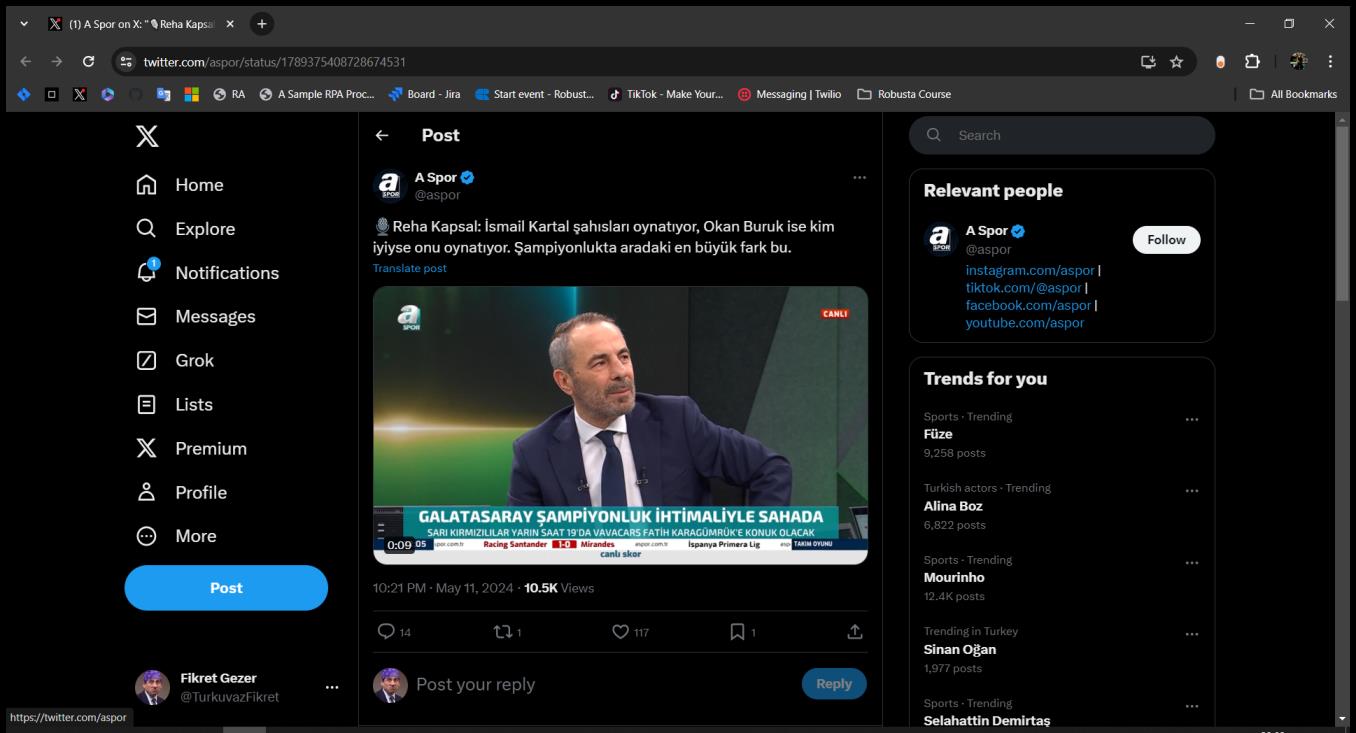 (1) A Spor on X: "🎙Reha Kapsa
twitter.com/aspor/status/1789375408728674531
RA
A Sample RPA Proc...
Board - Jira
Start event - Robust...
TikTok - Make Your...
Messaging | Twilio
Robusta Course
All Bookmarks
Home
Explore
1
Notifications
Messages
Grok
Lists
Premium
Profile
More
Post
Fikret Gezer
@TurkuvazFikret
https://twitter.com/aspor
Post
A Spor
@aspor
🎙Reha Kapsal: İsmail Kartal şahısları oynatıyor, Okan Buruk ise kim
iyiyse onu oynatıyor. Şampiyonlukta aradaki en büyük fark bu.
Translate post
a
SPOR
CANLI
GALATASARAY ŞAMPİYONLUK İHTİMALİYLE SAHADA
SARI KIRMIZILILAR YARIN SAAT 19'DA VAVACARS FATİH KARAGÜMRÜK'E KONUK OLACAK
0:09
05
Racing Santander 1-0 Mirandes
espor.com.tr
İspanya Primera Lig
TAKIM OYUNU
canlı skor
10:21 PM · May 11, 2024 · 10.5K Views
14
1
117
1
Post your reply
Reply
Search
Relevant people
A Spor
@aspor
Follow
instagram.com/aspor |
tiktok.com/@aspor |
facebook.com/aspor |
youtube.com/aspor
Trends for you
Sports · Trending
Füze
9,258 posts
Turkish actors · Trending
Alina Boz
6,822 posts
Sports · Trending
Mourinho
12.4K posts
Trending in Turkey
Sinan Oğan
1,977 posts
Sports · Trending
Selahattin Demirtaş